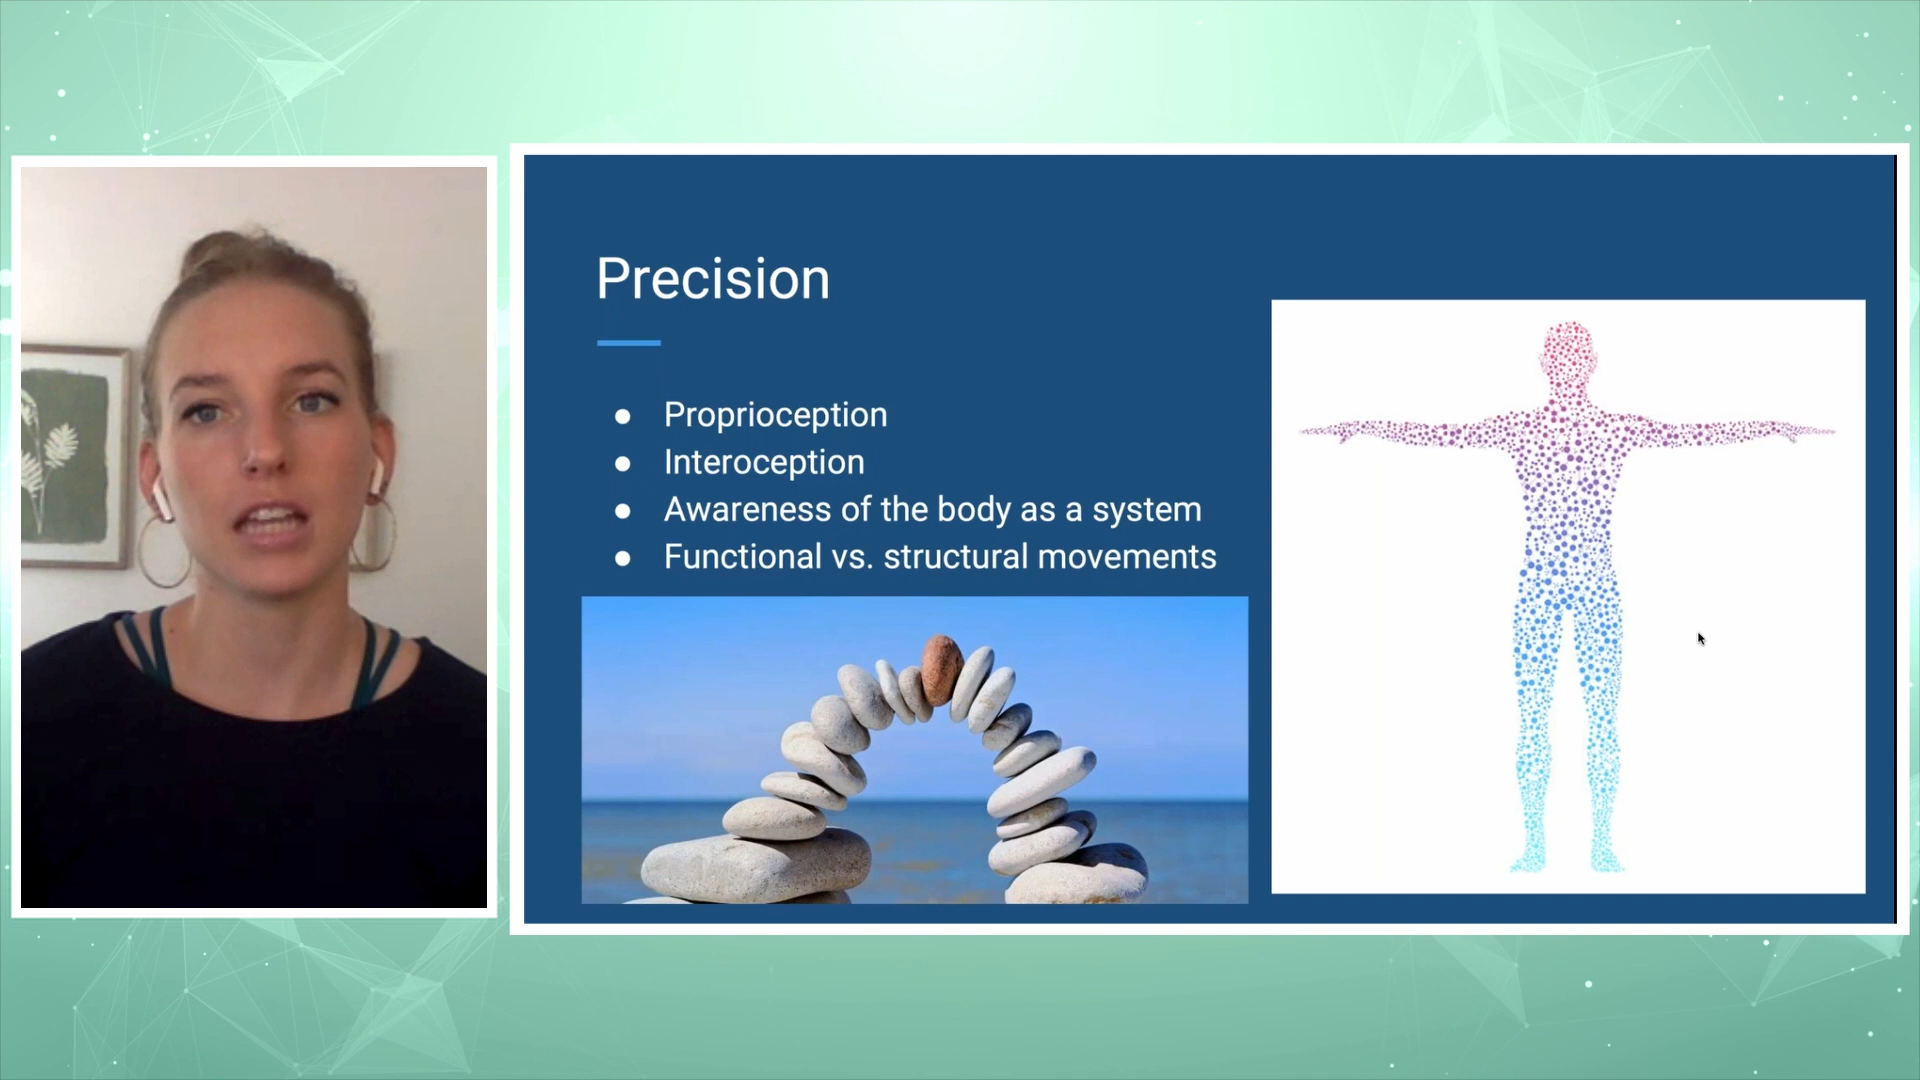 Precision
● Proprioception
● Interoception
● Awareness of the body as a system
● Functional vs. structural movements